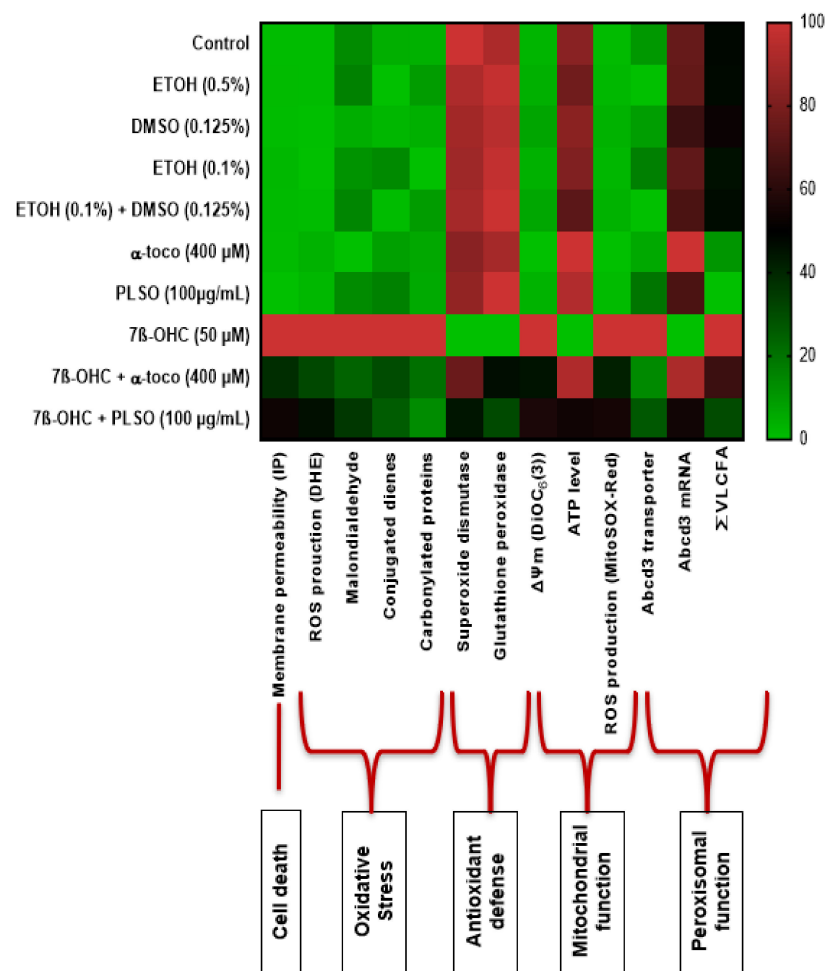 Control
ETOH (0.5%)
DMSO (0.125%)
ETOH (0.1%)
ETOH (0.1%) + DMSO (0.125%)
α-toco (400 µM)
PLSO (100µg/mL)
7ß-OHC (50 µM)
7ß-OHC + α-toco (400 µM)
7ß-OHC + PLSO (100 µg/mL)
100
80
60
40
20
0
Membrane permeability (IP)
ROS prouction (DHE)
Malondialdehyde
Conjugated dienes
Carbonylated proteins
Superoxide dismutase
Glutathione peroxidase
ΔΨm (DiOC₆(3))
ATP level
ROS production (MitoSOX-Red)
Abcd3 transporter
Abcd3 mRNA
ΣVLCFA
Cell death
Oxidative
Stress
Antioxidant
defense
Mitochondrial
function
Peroxisomal
function